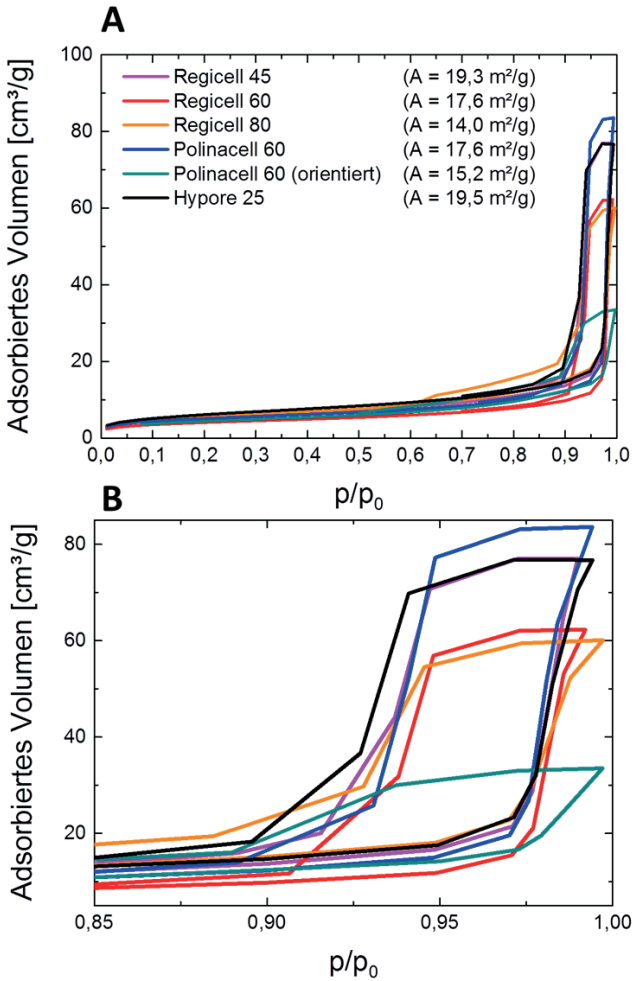 A
Adsorbiertes Volumen [cm³/g]
100
80
60
40
20
0
Regicell 45 (A = 19,3 m²/g)
Regicell 60 (A = 17,6 m²/g)
Regicell 80 (A = 14,0 m²/g)
Polinacell 60 (A = 17,6 m²/g)
Polinacell 60 (orientiert) (A = 15,2 m²/g)
Hypore 25 (A = 19,5 m²/g)
0,0 0,1 0,2 0,3 0,4 0,5 0,6 0,7 0,8 0,9 1,0
p/p₀
B
Adsorbiertes Volumen [cm³/g]
80
60
40
20
0,85 0,90 0,95 1,00
p/p₀